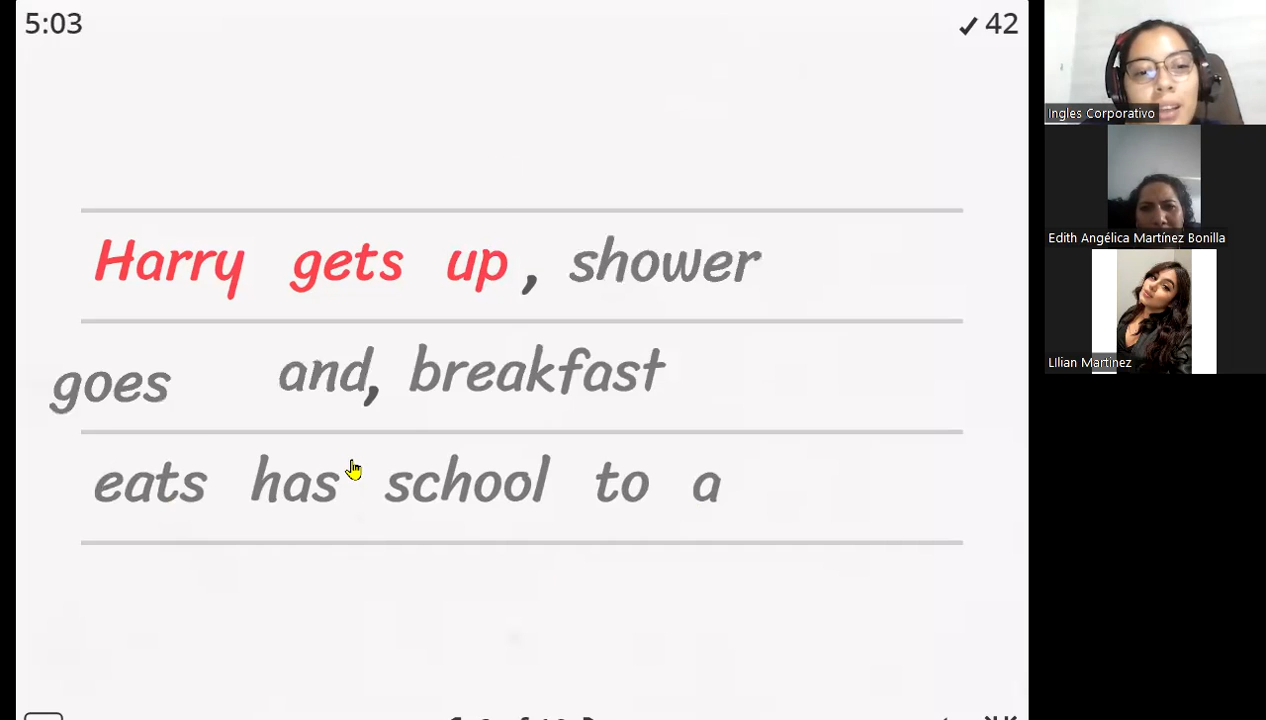 5:03
✓ 42
Harry gets up, shower
goes and, breakfast
eats has school to a
Ingles Corporativo
Edith Angélica Martínez Bonilla
LIlian Martinez